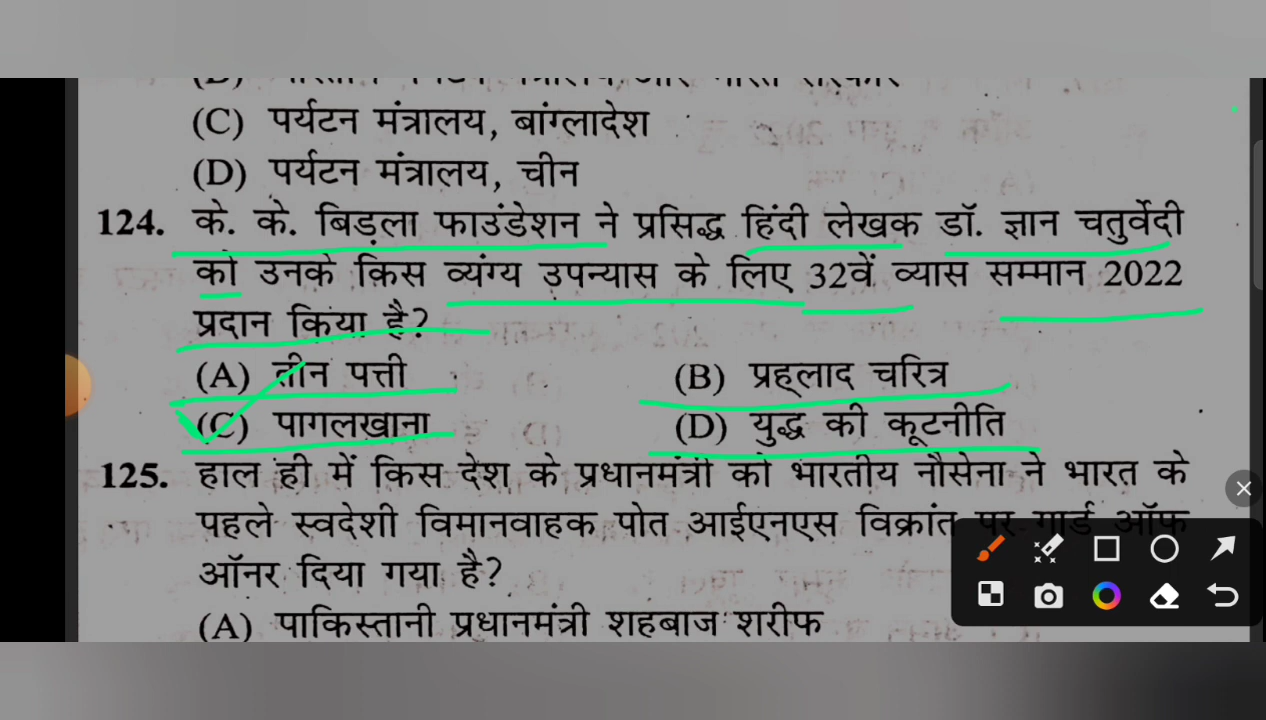 (C) पर्यटन मंत्रालय, बांग्लादेश
(D) पर्यटन मंत्रालय, चीन
124. के. के. बिड़ला फाउंडेशन ने प्रसिद्ध हिंदी लेखक डॉ. ज्ञान चतुर्वेदी
को उनके किस व्यंग्य उपन्यास के लिए 32वें व्यास सम्मान 2022
प्रदान किया है?
(A) तीन पत्ती (B) प्रह्लाद चरित्र
(C) पागलखाना (D) युद्ध की कूटनीति
125. हाल ही में किस देश के प्रधानमंत्री को भारतीय नौसेना ने भारत के
पहले स्वदेशी विमानवाहक पोत आईएनएस विक्रांत पर गार्ड ऑफ
ऑनर दिया गया है?
(A) पाकिस्तानी प्रधानमंत्री शहबाज शरीफ